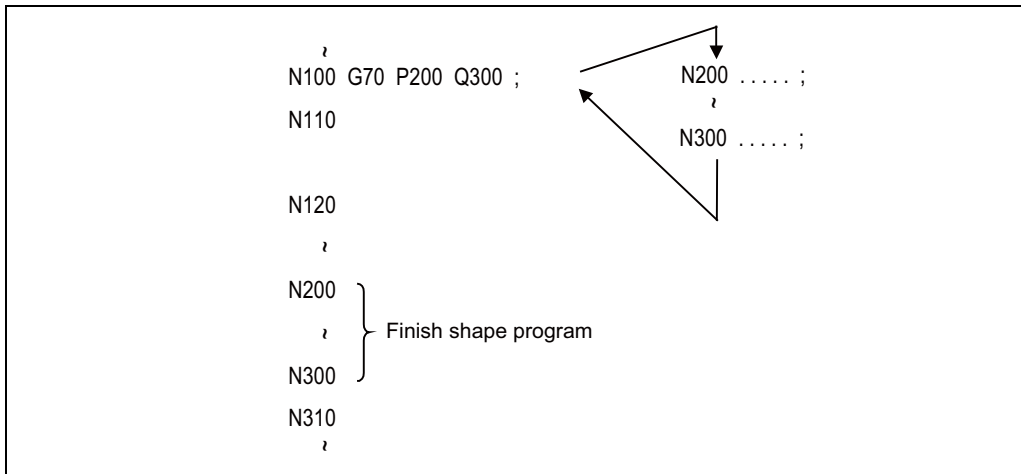 ~
N100 G70 P200 Q300 ;
N110
N120
~
N200
~
N300
N310
~
Finish shape program
N200 . . . . . ;
~
N300 . . . . . ;